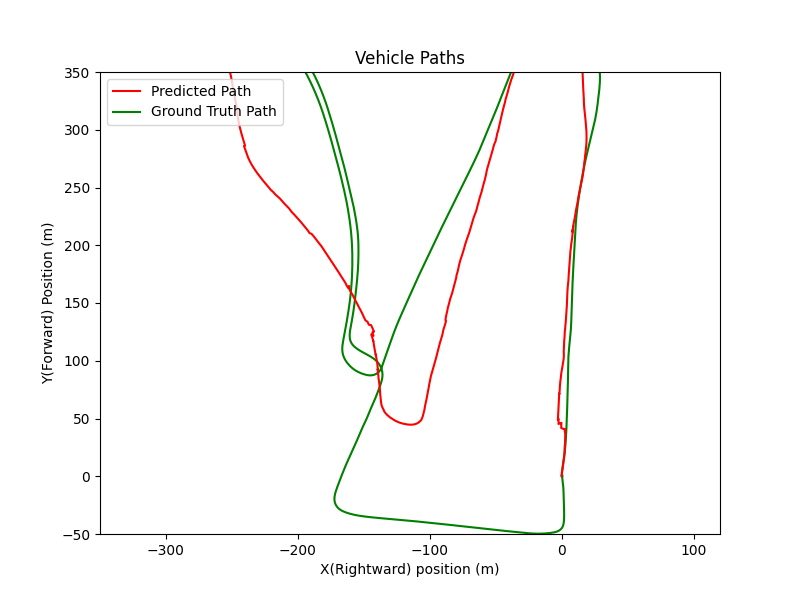 Vehicle Paths
Predicted Path
Ground Truth Path
350
300
250
200
150
100
50
0
−50
Y(Forward) Position (m)
−300
−200
−100
0
100
X(Rightward) position (m)